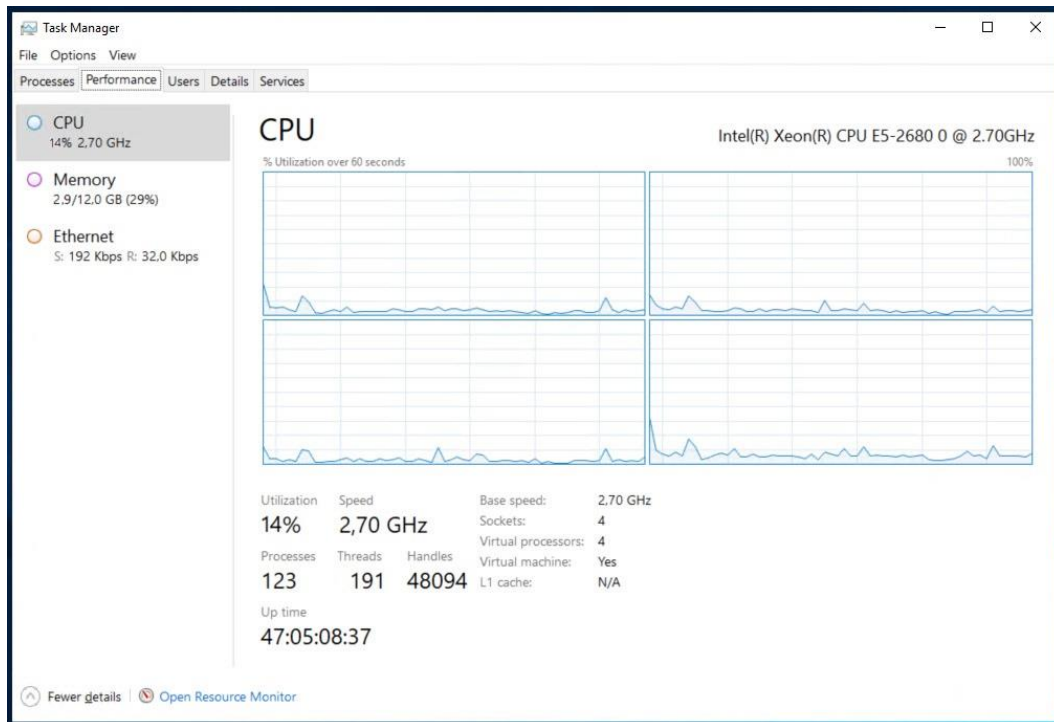 Task Manager
File Options View
Processes Performance Users Details Services
CPU
14% 2,70 GHz
Memory
2.9/12.0 GB (29%)
Ethernet
S: 192 Kbps R: 32,0 Kbps
CPU
Intel(R) Xeon(R) CPU E5-2680 0 @ 2.70GHz
% Utilization over 60 seconds
100%
Utilization Speed
14% 2,70 GHz
Processes Threads Handles
123 191 48094
Up time
47:05:08:37
Base speed: 2,70 GHz
Sockets: 4
Virtual processors: 4
Virtual machine: Yes
L1 cache: N/A
Fewer details
Open Resource Monitor